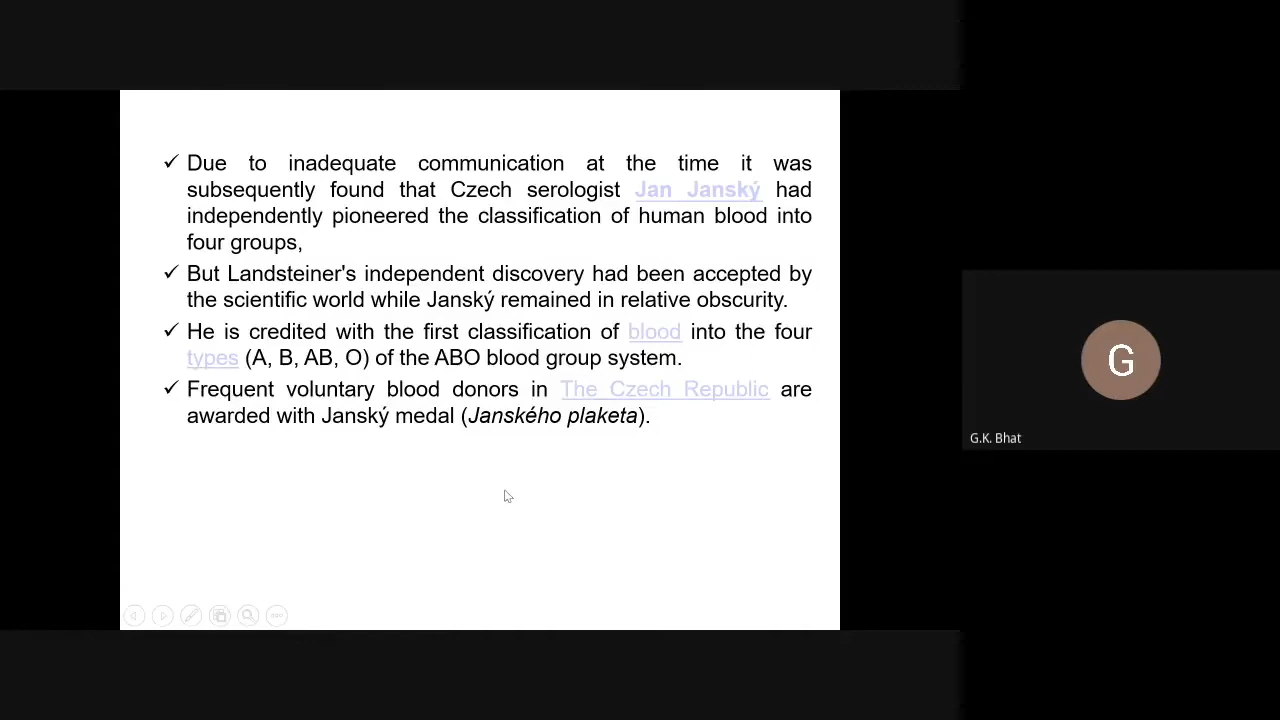 ✓ Due to inadequate communication at the time it was
subsequently found that Czech serologist Jan Janský had
independently pioneered the classification of human blood into
four groups,
✓ But Landsteiner's independent discovery had been accepted by
the scientific world while Janský remained in relative obscurity.
✓ He is credited with the first classification of blood into the four
types (A, B, AB, O) of the ABO blood group system.
✓ Frequent voluntary blood donors in The Czech Republic are
awarded with Janský medal (Janského plaketa).
G
G.K. Bhat